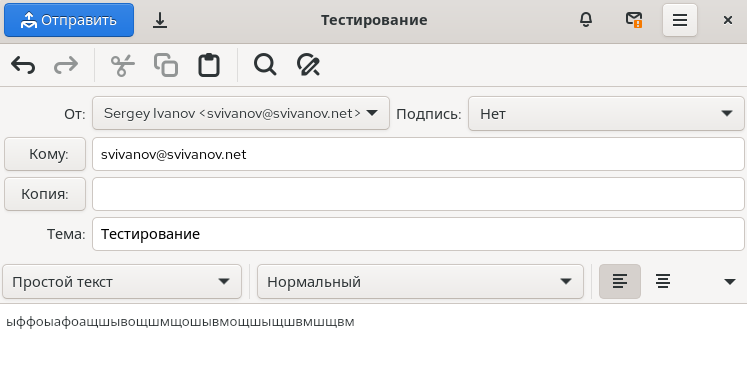 Отправить
Тестирование
От:
Sergey Ivanov <svivanov@svivanov.net>
Подпись:
Нет
Кому:
svivanov@svivanov.net
Копия:
Тема:
Тестирование
Простой текст
Нормальный
ыффоыафоащшывощшмщошывмощшыщшвмшщвм